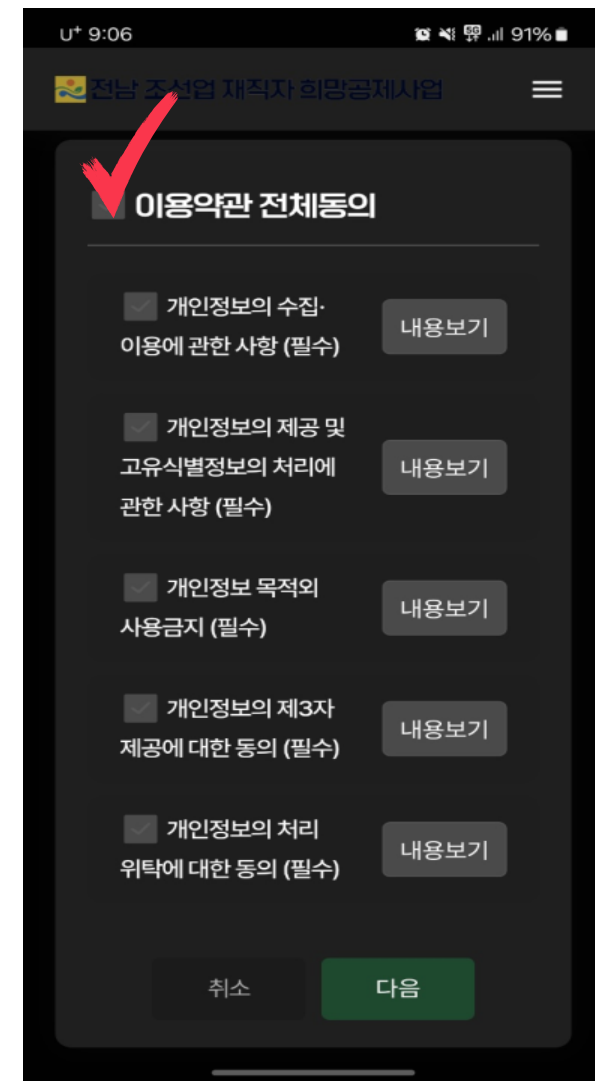 U+ 9:06 5G 91%
전남 조선업 재직자 희망공제사업
이용약관 전체동의
개인정보의 수집·
이용에 관한 사항 (필수)
내용보기
개인정보의 제공 및
고유식별정보의 처리에
관한 사항 (필수)
내용보기
개인정보 목적외
사용금지 (필수)
내용보기
개인정보의 제3자
제공에 대한 동의 (필수)
내용보기
개인정보의 처리
위탁에 대한 동의 (필수)
내용보기
취소 다음